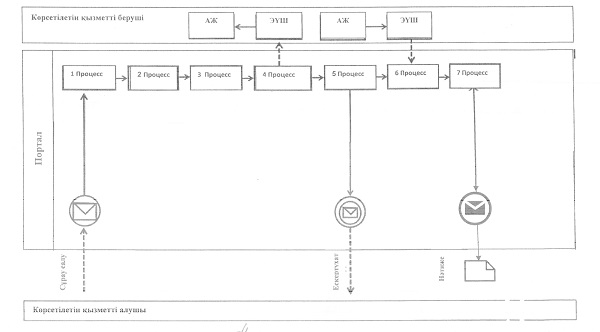 Көрсетілетін қызметті беруші
АЖ
ЭҮШ
АЖ
ЭҮШ
1 Процесс
2 Процесс
3 Процесс
4 Процесс
5 Процесс
6 Процесс
7 Процесс
Портал
Сұрау салу
Ескертухат
Нәтиже
Көрсетілетін қызметті алушы